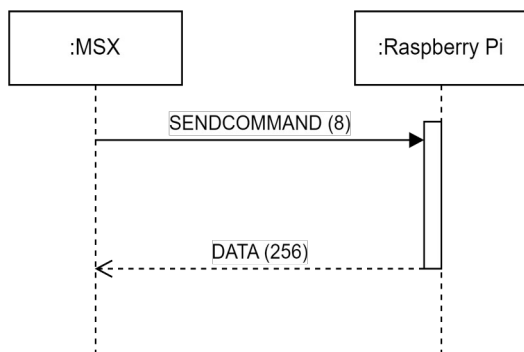 :MSX
:Raspberry Pi
SENDCOMMAND (8)
DATA (256)